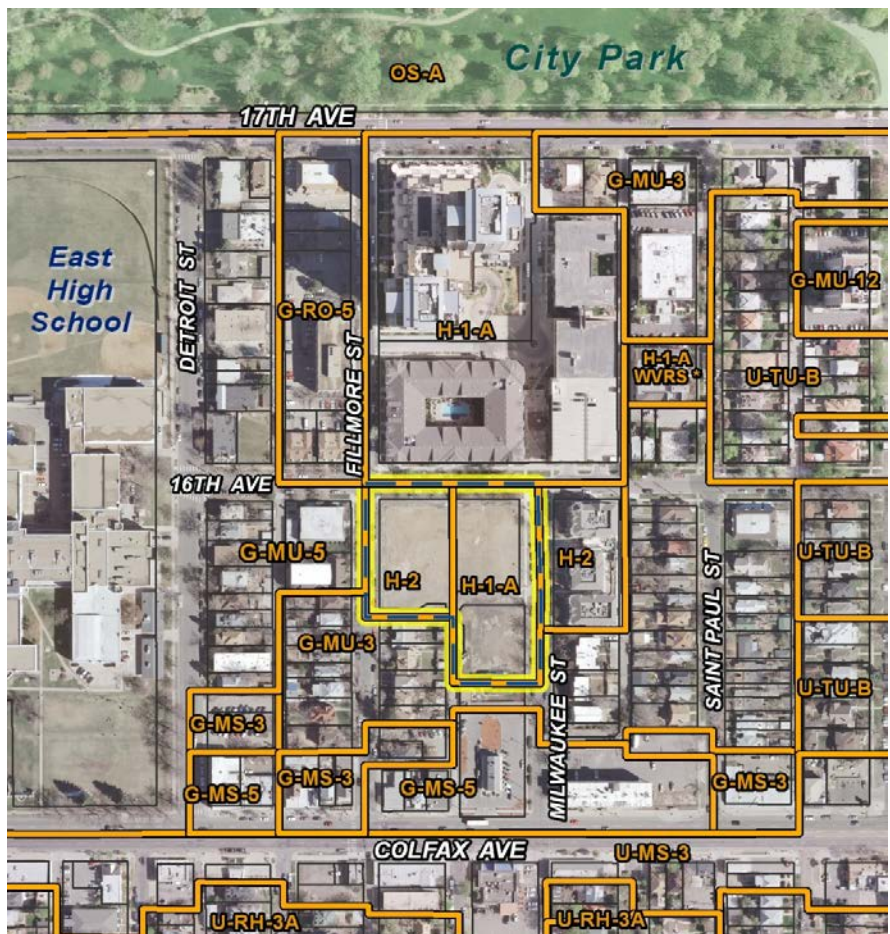 City Park
OS-A
17TH AVE
G-MU-3
East
High
School
DETROIT ST
G-RO-5
FILLMORE ST
H-1-A
H-1-A
WVRS *
U-TU-B
G-MU-12
16TH AVE
G-MU-5
H-2
H-1-A
H-2
SAINT PAUL ST
U-TU-B
G-MU-3
MILWAUKEE ST
U-TU-B
G-MS-3
G-MS-5
G-MS-3
G-MS-5
G-MS-3
COLFAX AVE
U-MS-3
U-RH-3A
U-RH-3A